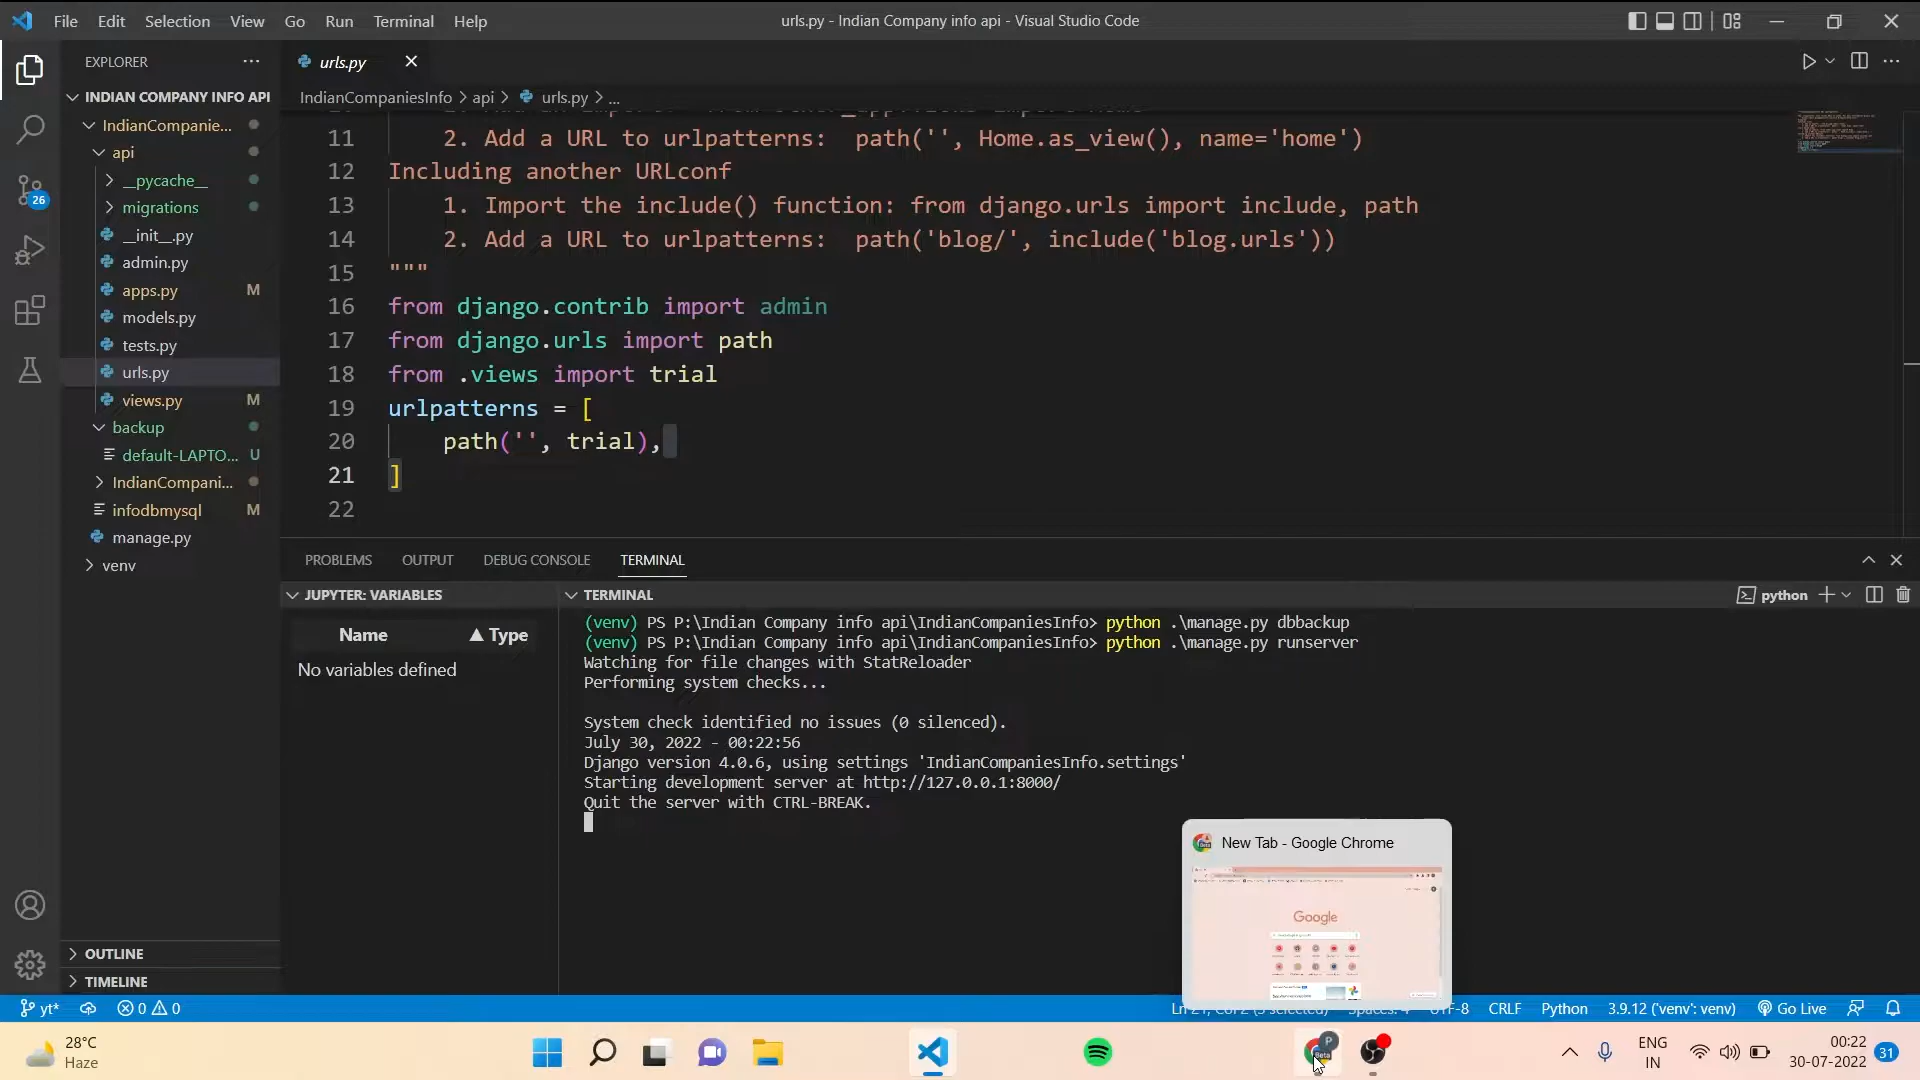 File Edit Selection View Go Run Terminal Help
urls.py - Indian Company info api - Visual Studio Code
EXPLORER
INDIAN COMPANY INFO API
IndianCompanie...
api
__pycache__
migrations
__init__.py
admin.py
apps.py M
models.py
tests.py
urls.py
views.py M
backup
default-LAPTO... U
IndianCompani...
infodbmysql M
manage.py
venv
OUTLINE
TIMELINE
26
urls.py
IndianCompaniesInfo > api > urls.py > ...
11 2. Add a URL to urlpatterns:  path('', Home.as_view(), name='home')
12 Including another URLconf
13 1. Import the include() function: from django.urls import include, path
14 2. Add a URL to urlpatterns:  path('blog/', include('blog.urls'))
15 """
16 from django.contrib import admin
17 from django.urls import path
18 from .views import trial
19 urlpatterns = [
20 path('', trial),
21 ]
22
PROBLEMS OUTPUT DEBUG CONSOLE TERMINAL
JUPYTER: VARIABLES
Name Type
No variables defined
TERMINAL
python
(venv) PS P:\Indian Company info api\IndianCompaniesInfo> python .\manage.py dbbackup
(venv) PS P:\Indian Company info api\IndianCompaniesInfo> python .\manage.py runserver
Watching for file changes with StatReloader
Performing system checks...
System check identified no issues (0 silenced).
July 30, 2022 - 00:22:56
Django version 4.0.6, using settings 'IndianCompaniesInfo.settings'
Starting development server at http://127.0.0.1:8000/
Quit the server with CTRL-BREAK.
New Tab - Google Chrome
Google
yt* 0 0
UTF-8 CRLF Python 3.9.12 ('venv': venv) Go Live
28°C
Haze
Beta
P
ENG
IN
00:22
30-07-2022
31